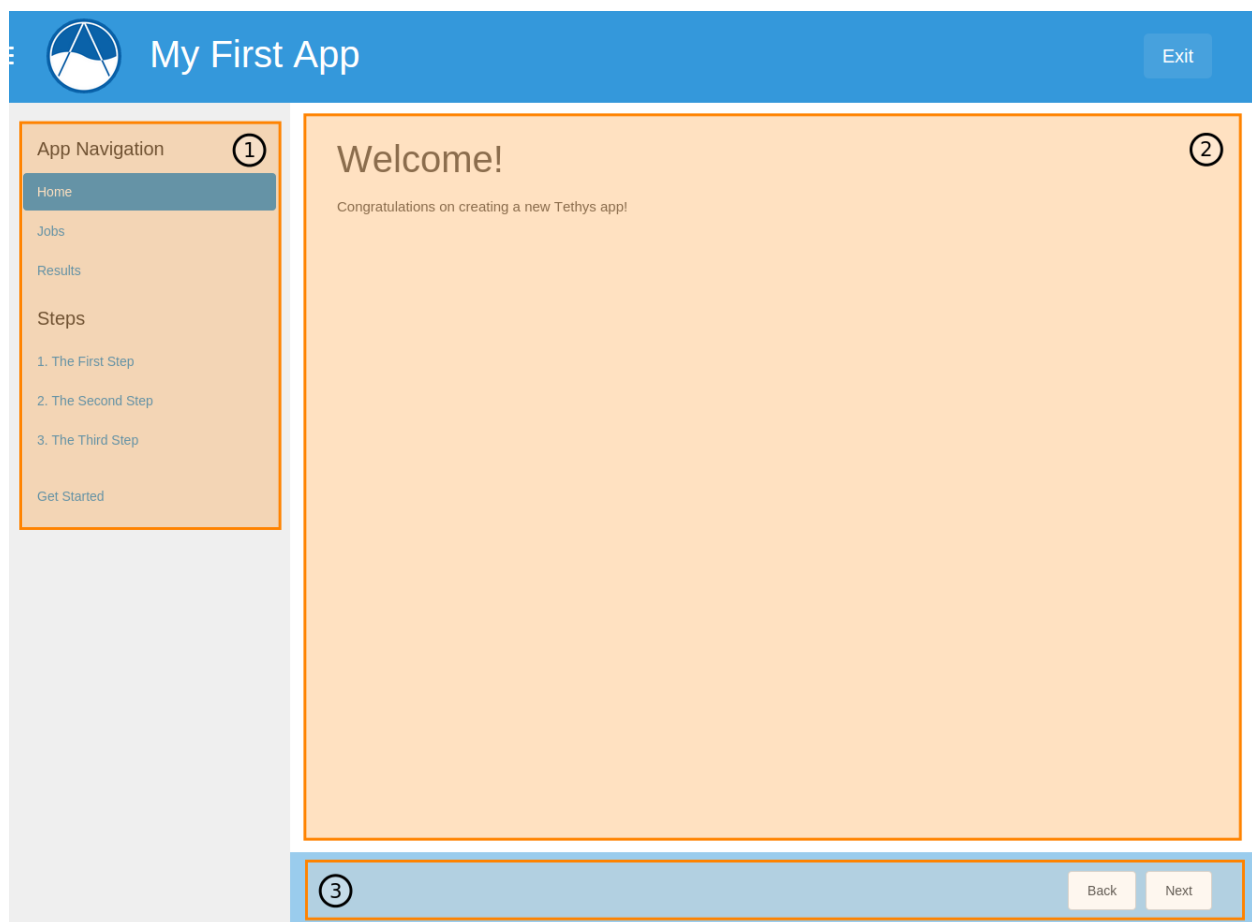 My First App
Exit
App Navigation
1
Home
Jobs
Results
Steps
1. The First Step
2. The Second Step
3. The Third Step
Get Started
2
Welcome!
Congratulations on creating a new Tethys app!
3
Back
Next